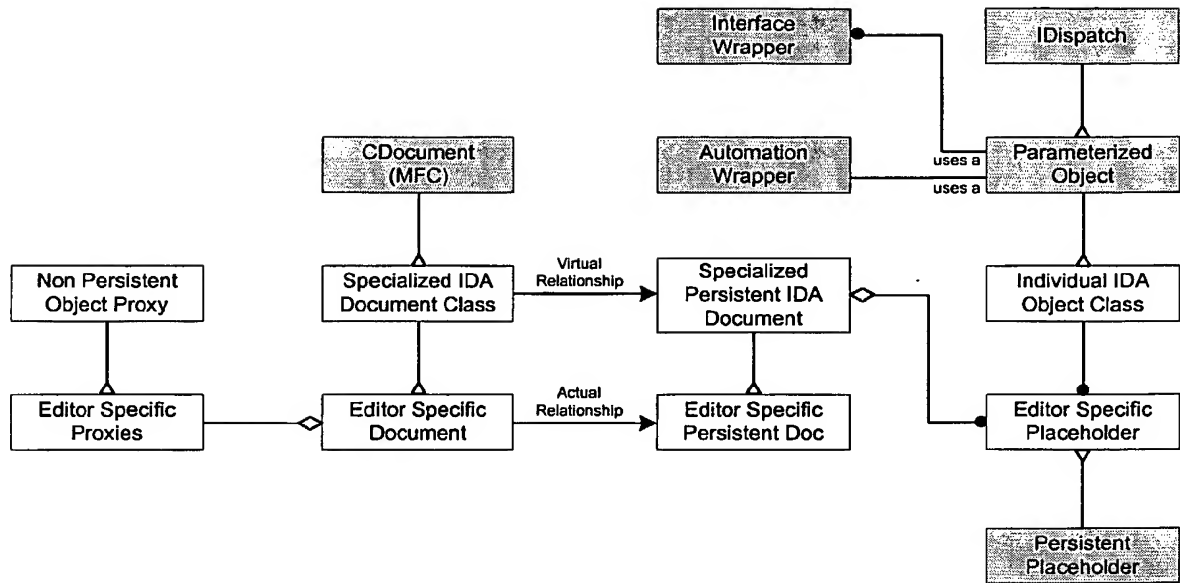 Interface
Wrapper
IDispatch
CDocument
(MFC)
Automation
Wrapper
uses a
uses a
Parameterized
Object
Non Persistent
Object Proxy
Specialized IDA
Document Class
Virtual
Relationship
Specialized
Persistent IDA
Document
Individual IDA
Object Class
Editor Specific
Proxies
Editor Specific
Document
Actual
Relationship
Editor Specific
Persistent Doc
Editor Specific
Placeholder
Persistent
Placeholder